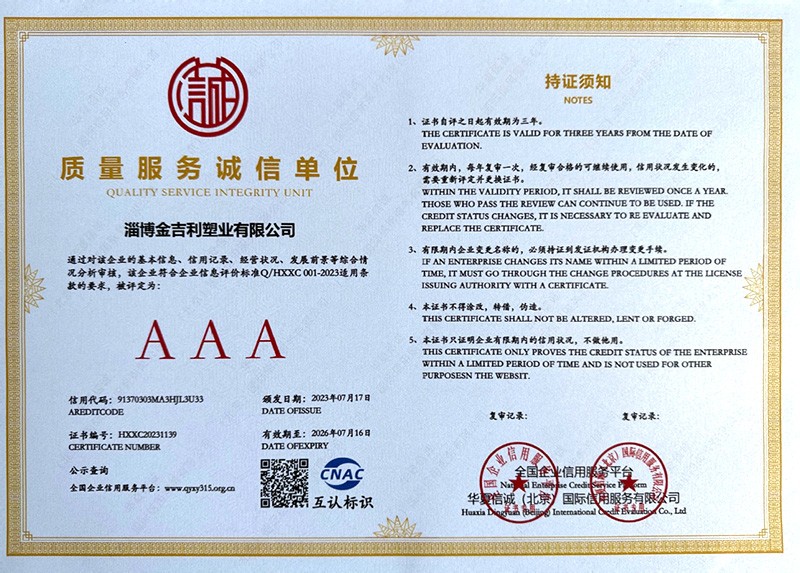 誠信
质量服务诚信单位
QUALITY SERVICE INTEGRITY UNIT
淄博金吉利塑业有限公司
通过对该企业的基本信息、信用记录、经营状况、发展前景等综合情
况分析审核，该企业符合企业信息评价标准Q/HXXC 001-2023适用条
款的要求，被评定为：
AAA
信用代码：91370303MA3HJL3U33
AREDITCODE
颁发日期：2023年07月17日
DATE OFISSUE
证书编号：HXXC20231139
CERTIFICATE NUMBER
有效期至：2026年07月16日
DATE OFEXPIRY
公示查询
全国企业信用服务平台：www.qyxy315.org.cn
CNAC
互认标识
持证须知
NOTES
1、证书自评之日起有效期为三年。
THE CERTIFICATE IS VALID FOR THREE YEARS FROM THE DATE OF
EVALUATION.
2、有效期内，每年复审一次，经复审合格的可继续使用，信用状况发生变化的，
需要重新评定并更换证书。
WITHIN THE VALIDITY PERIOD, IT SHALL BE REVIEWED ONCE A YEAR.
THOSE WHO PASS THE REVIEW CAN CONTINUE TO BE USED. IF THE
CREDIT STATUS CHANGES, IT IS NECESSARY TO RE EVALUATE AND
REPLACE THE CERTIFICATE.
3、有限期内企业变更名称的，必须持证到发证机构办理变更手续。
IF AN ENTERPRISE CHANGES ITS NAME WITHIN A LIMITED PERIOD OF
TIME, IT MUST GO THROUGH THE CHANGE PROCEDURES AT THE LICENSE
ISSUING AUTHORITY WITH A CERTIFICATE.
4、本证书不得涂改，转借，伪造。
THIS CERTIFICATE SHALL NOT BE ALTERED, LENT OR FORGED.
5、本证书只证明企业有限期内的信用状况，不做他用。
THIS CERTIFICATE ONLY PROVES THE CREDIT STATUS OF THE ENTERPRISE
WITHIN A LIMITED PERIOD OF TIME AND IS NOT USED FOR OTHER
PURPOSESN THE WEBSIT.
复审记录：
复审记录：
全国企业信用服务平台
National Enterprise Credit Service Platform
华夏信诚（北京）国际信用服务有限公司
Huaxia Dingyuan (Beijing) International Credit Evaluation Co., Ltd